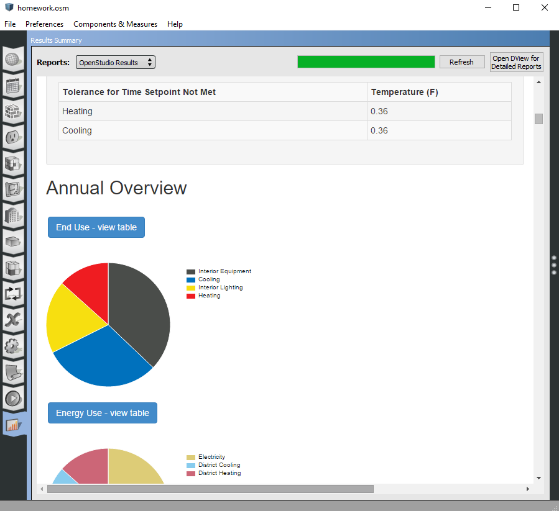 homework.osm
File Preferences Components & Measures Help
Results Summary
Reports: OpenStudio Results Refresh Open DView for Detailed Reports
Tolerance for Time Setpoint Not Met Temperature (F)
Heating 0.36
Cooling 0.36
Annual Overview
End Use - view table
Interior Equipment
Cooling
Interior Lighting
Heating
Energy Use - view table
Electricity
District Cooling
District Heating